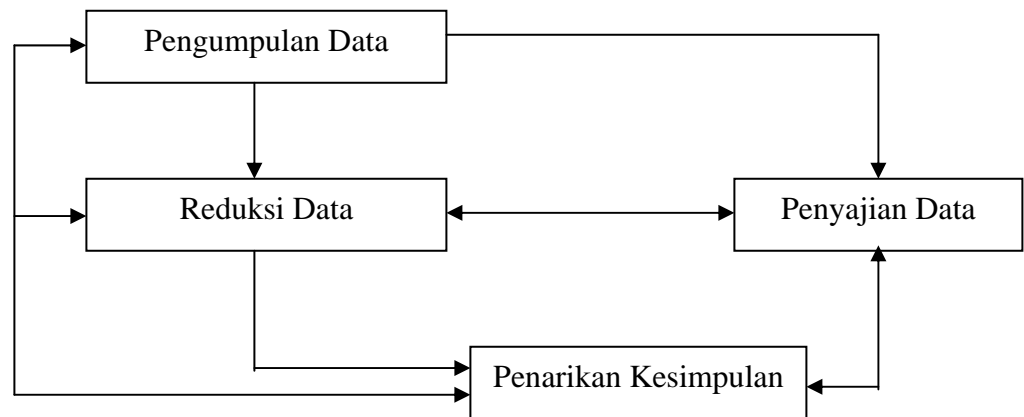 Pengumpulan Data
Reduksi Data
Penyajian Data
Penarikan Kesimpulan